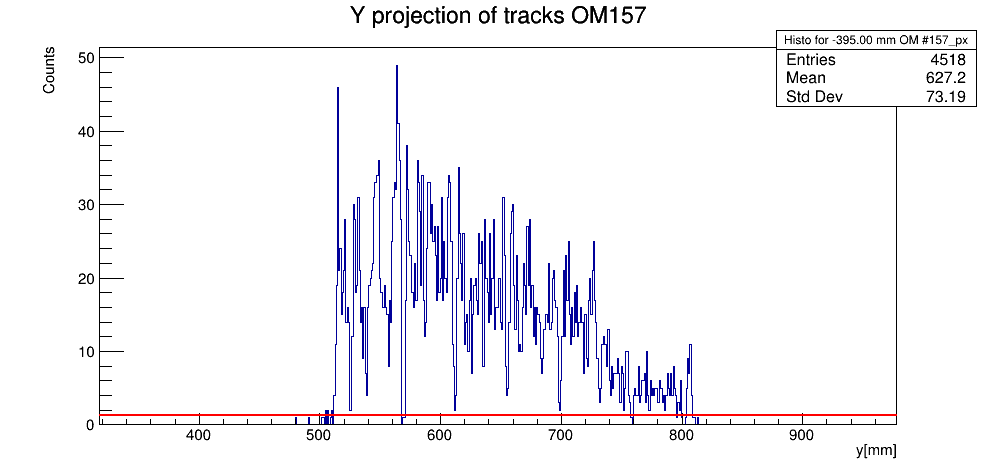 Y projection of tracks OM157
Histo for -395.00 mm OM #157_px
Entries 4518
Mean 627.2
Std Dev 73.19
Counts
50
40
30
20
10
0
400 500 600 700 800 900
y[mm]